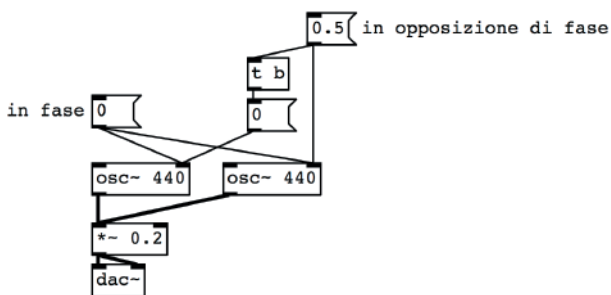 0.5 in opposizione di fase
t b
in fase 0
0
osc~ 440
osc~ 440
*~ 0.2
dac~